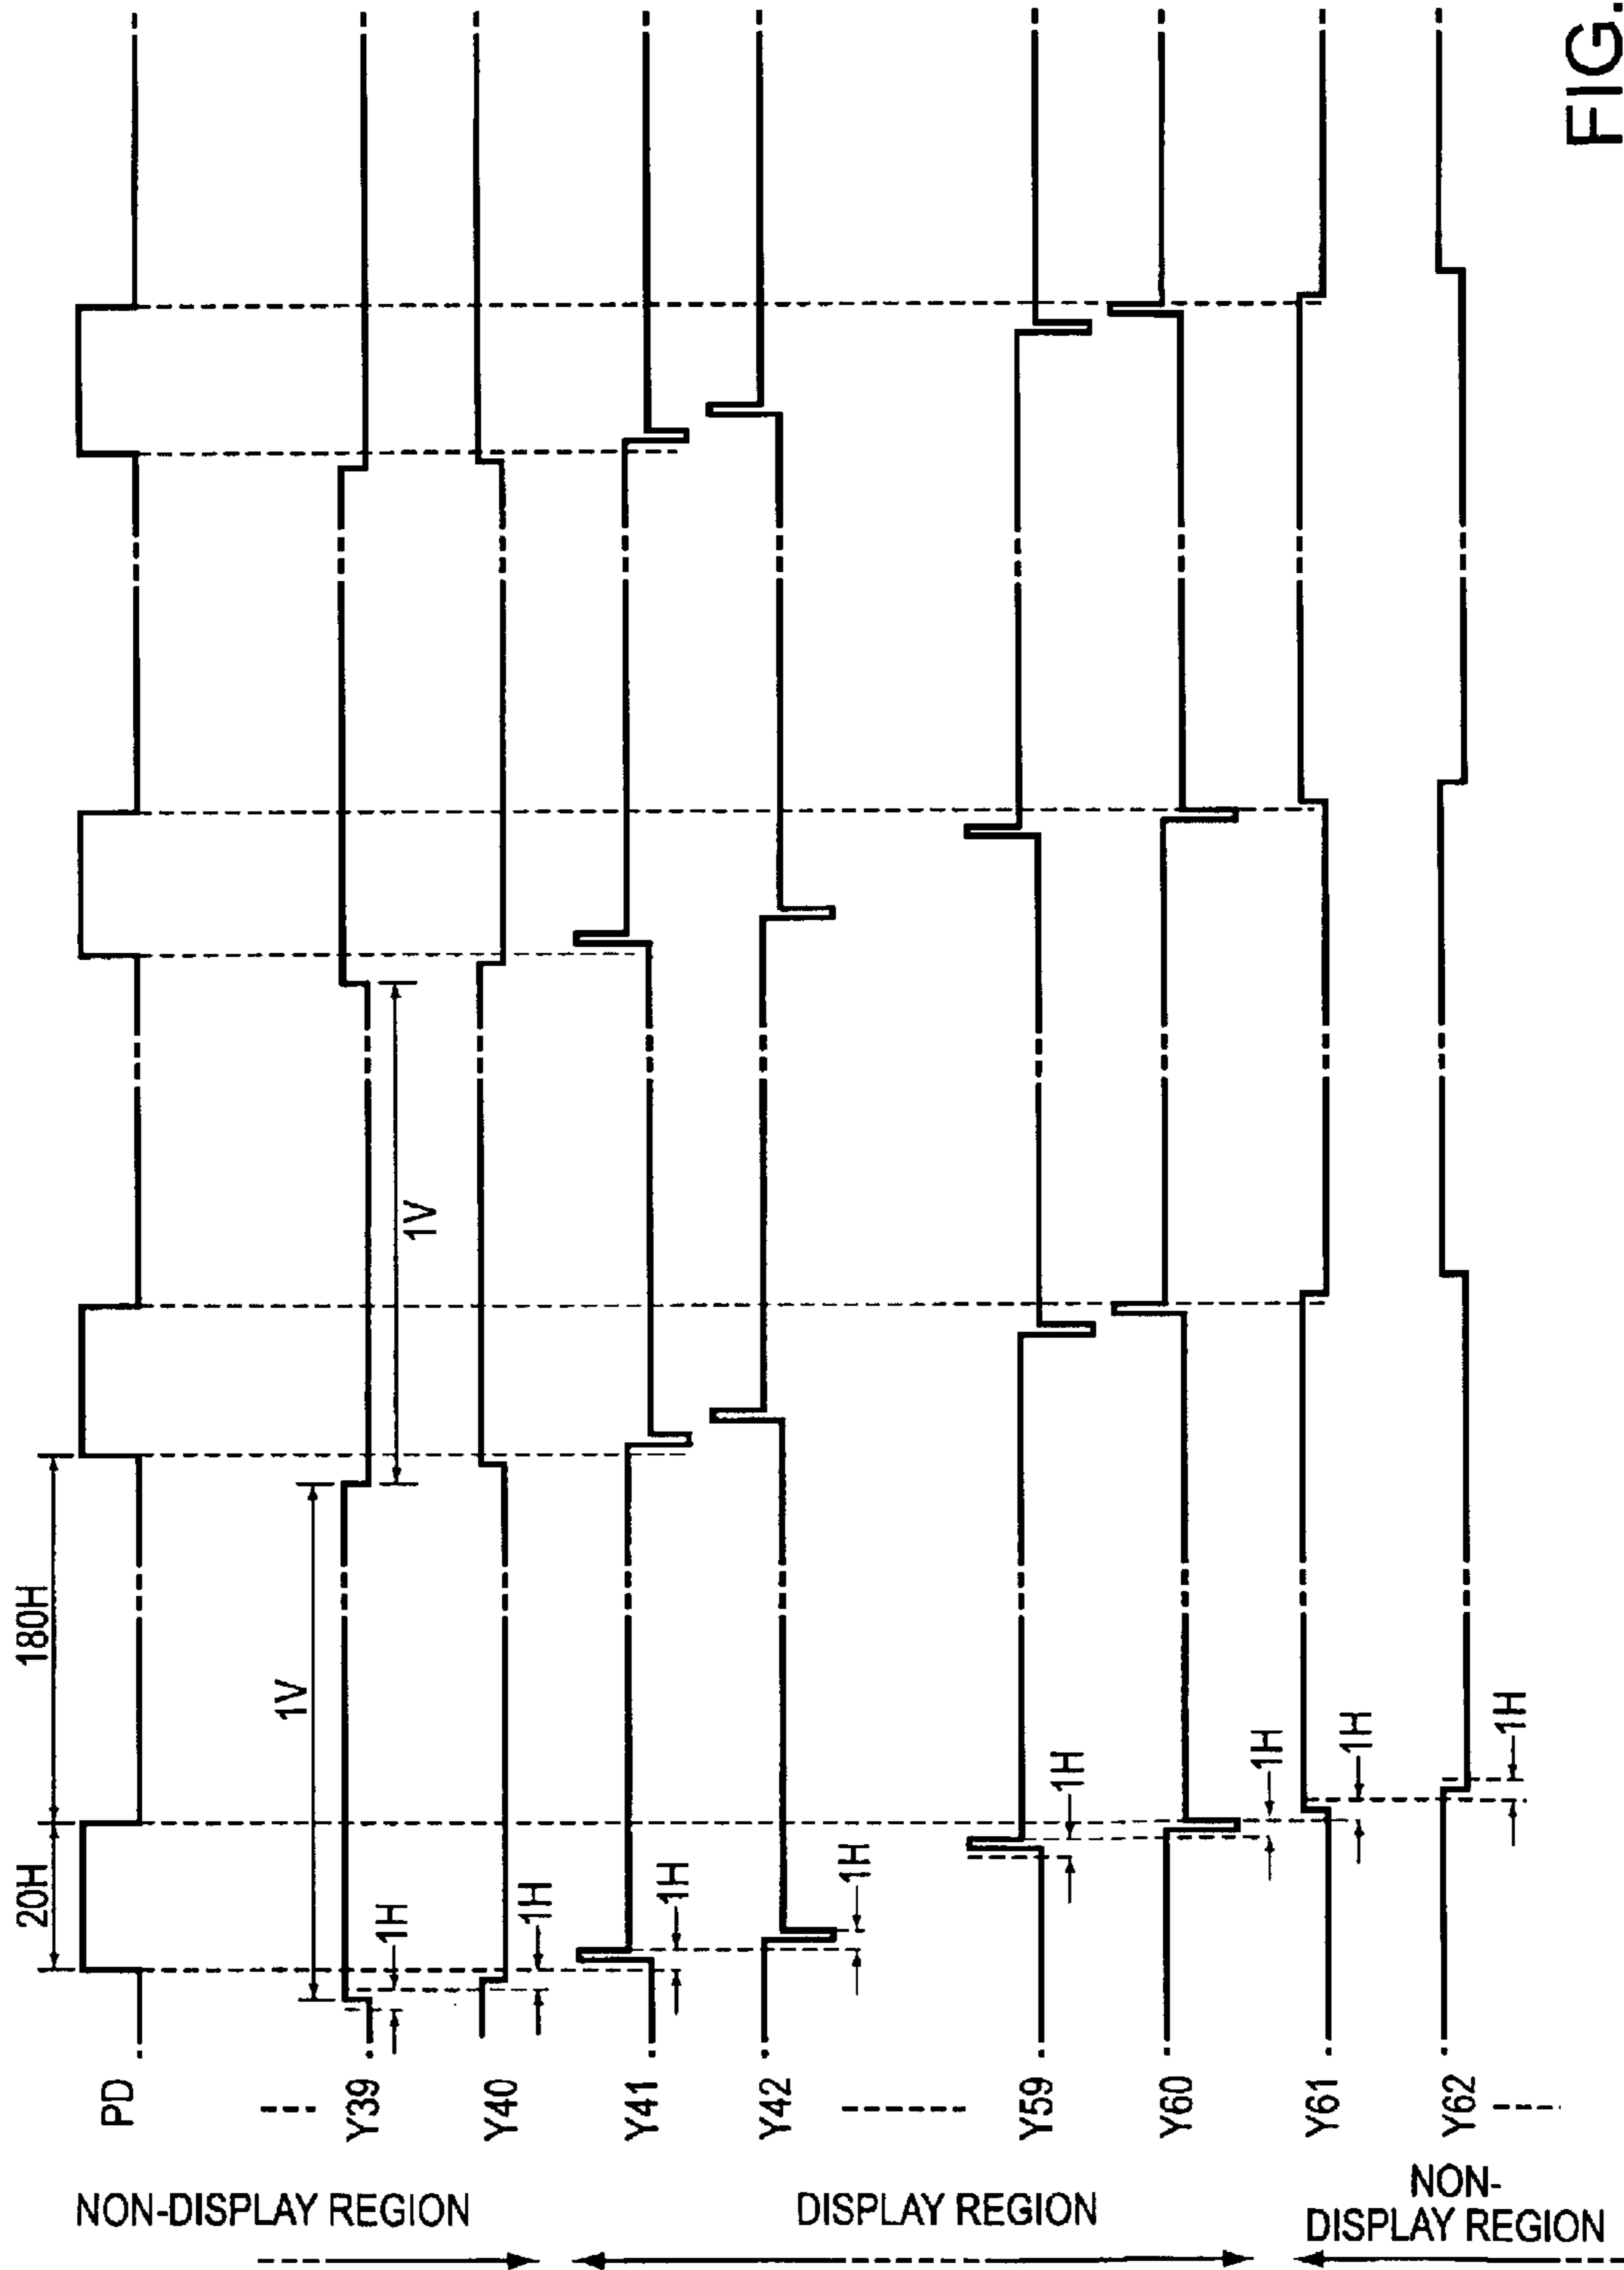 20H
180H
PD
1V
1V
Y39
1H
Y40
1H
Y41
1H
Y42
1H
Y59
1H
Y60
1H
Y61
1H
Y62
1H
NON-DISPLAY REGION
DISPLAY REGION
NON-
DISPLAY REGION
FIG.